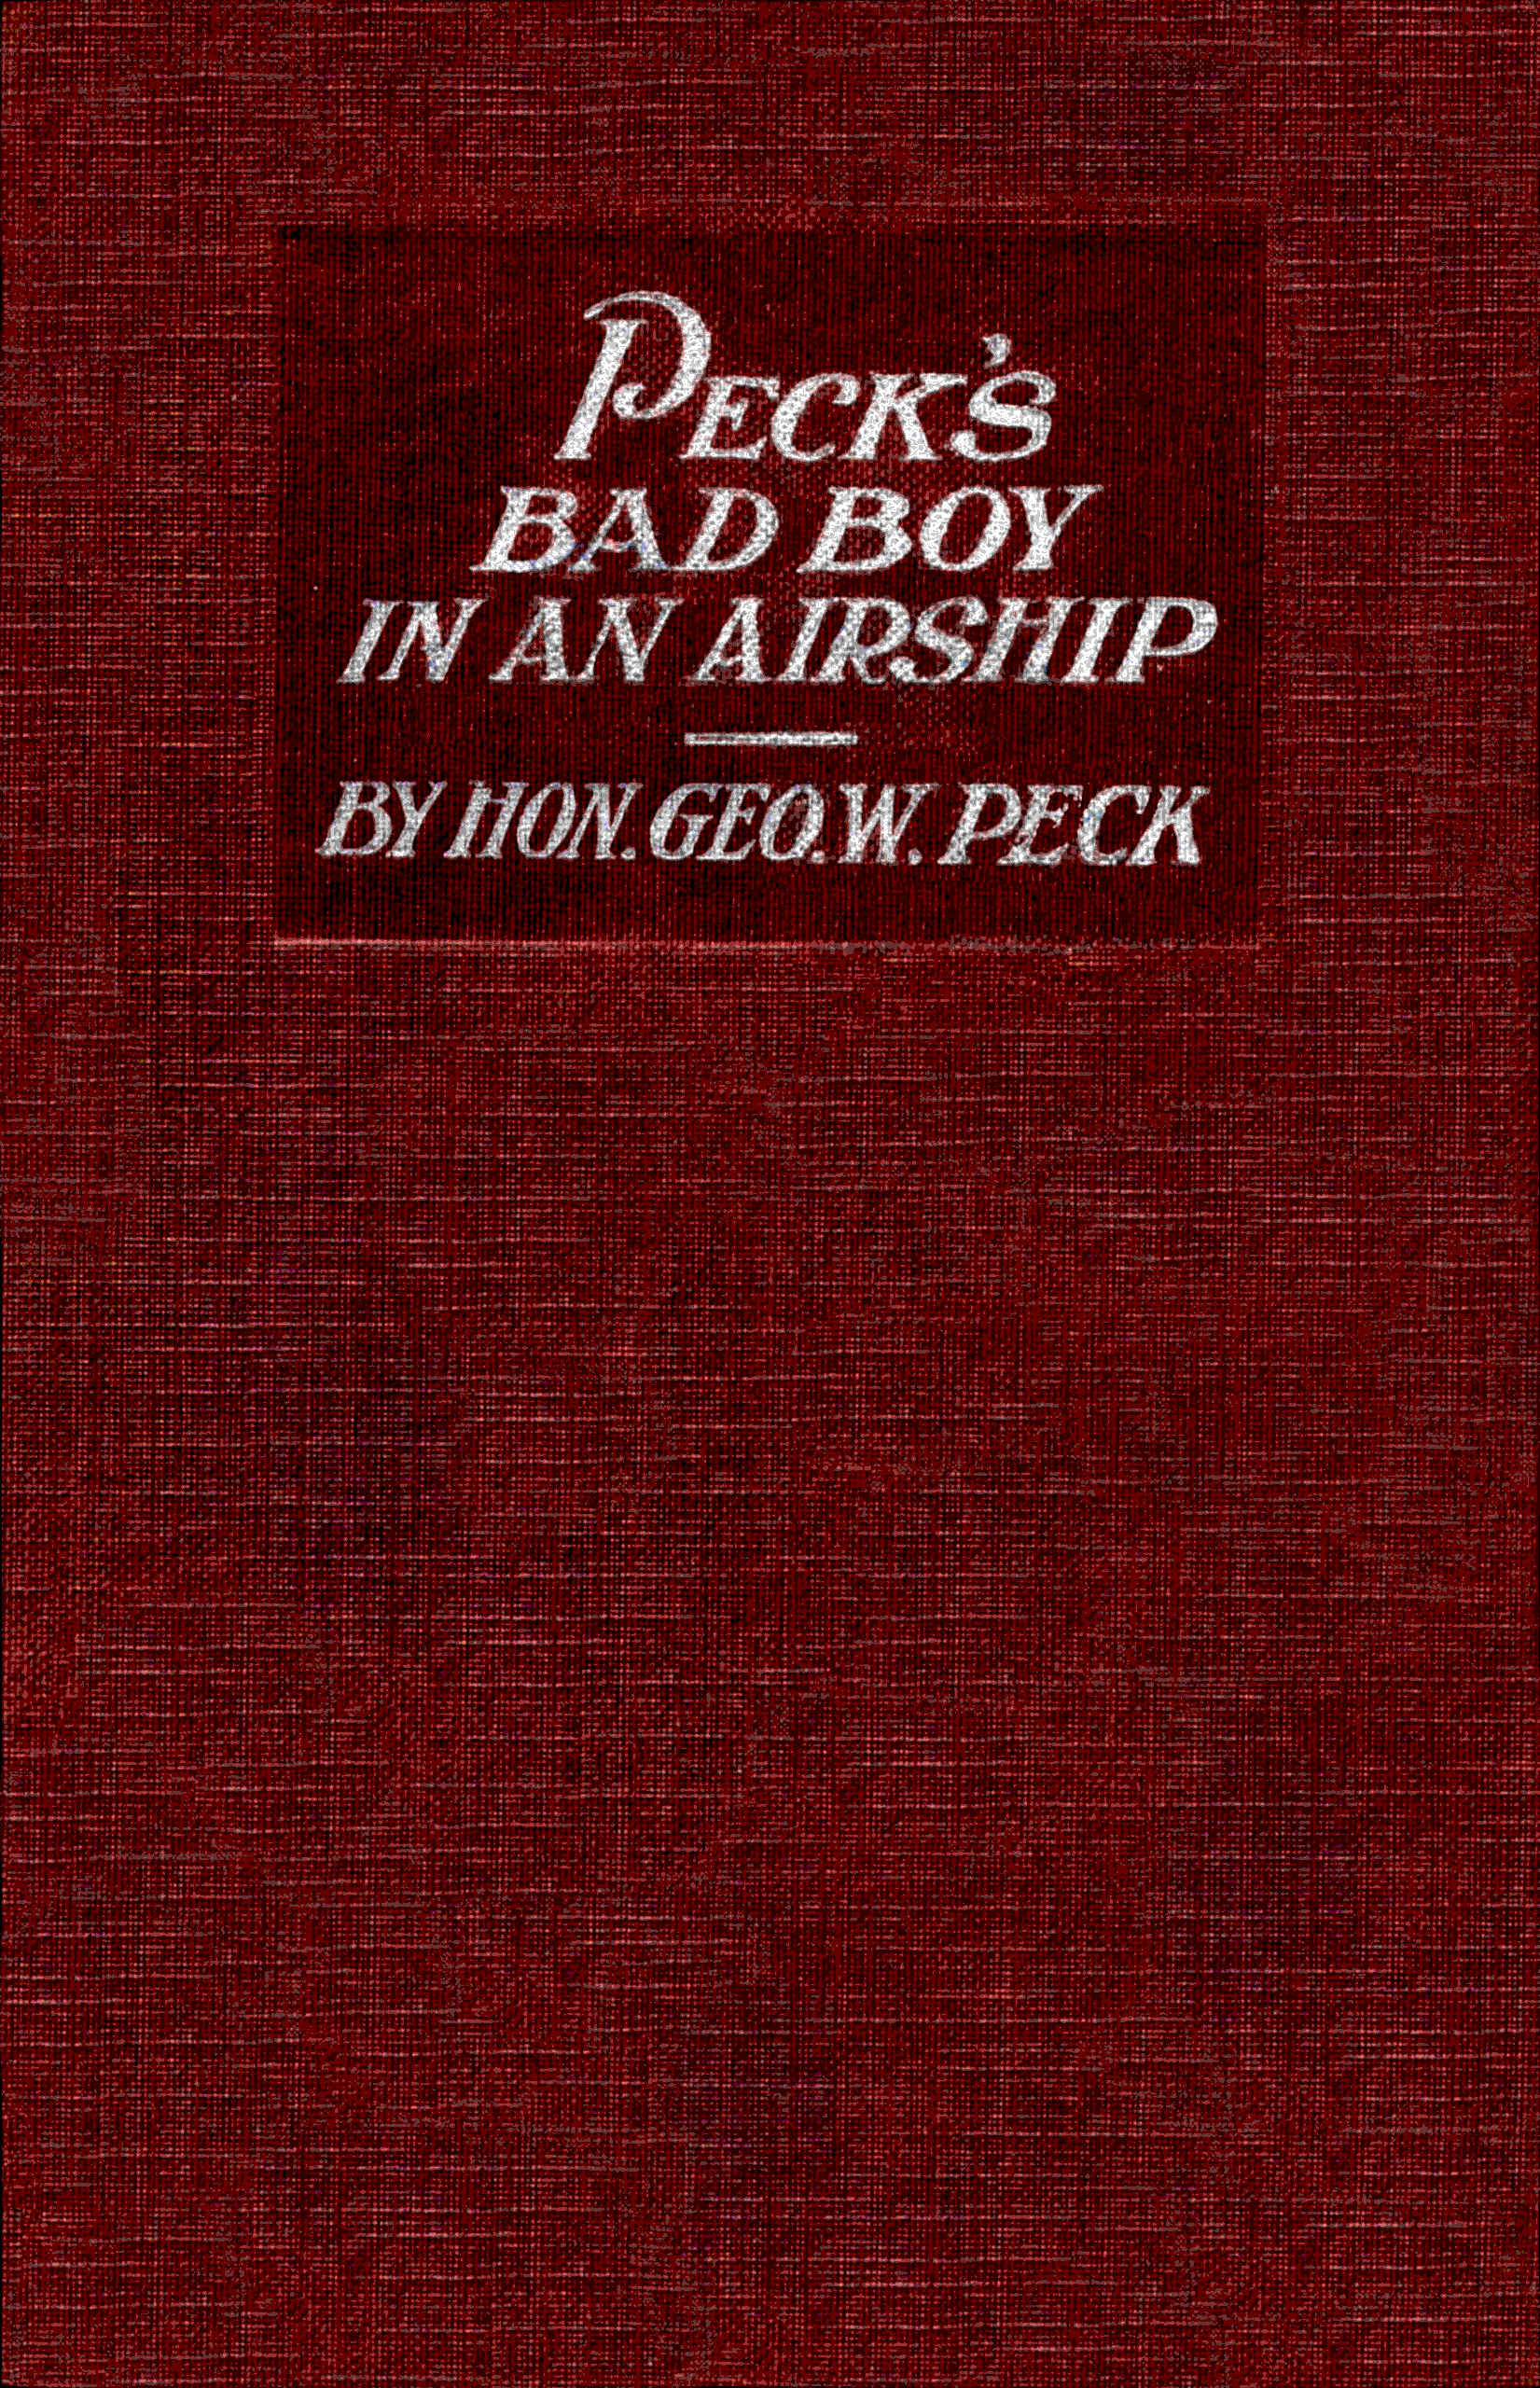 PECK'S
BAD BOY
IN AN AIRSHIP
BY HON. GEO. W. PECK